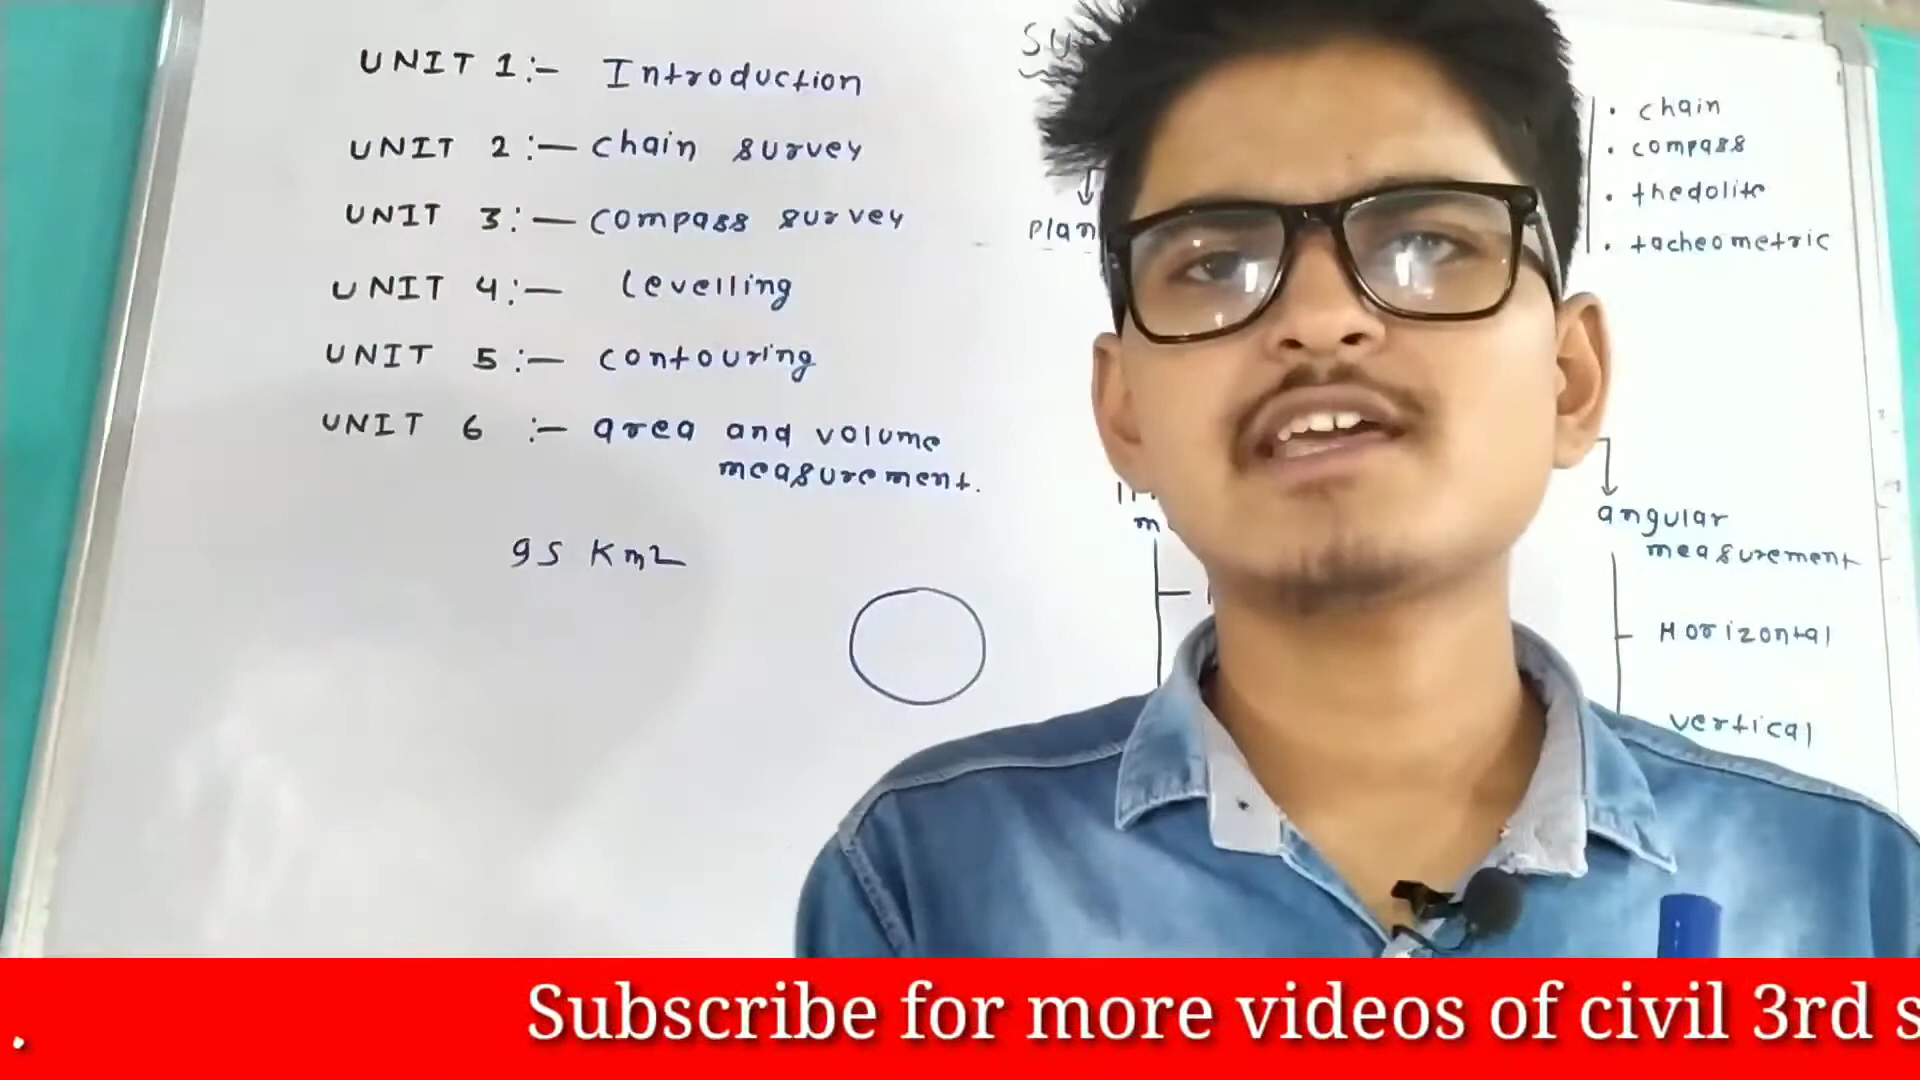 UNIT 1:- Introduction
UNIT 2:- chain survey
UNIT 3:- compass survey
UNIT 4:- levelling
UNIT 5:- contouring
UNIT 6 :- area and volume
measurement.
95 Km2
chain
compass
thedolite
tacheometric
plan
angular
measurement
Horizontal
vertical
Subscribe for more videos of civil 3rd s